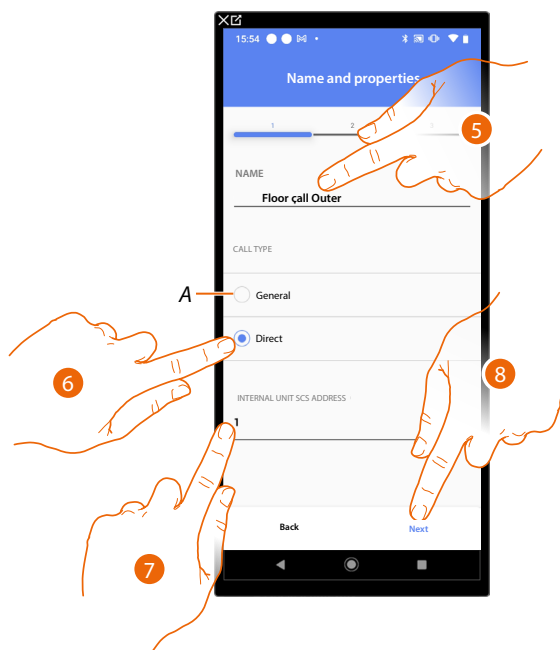 15:54
Name and properties
1 2 3
5
NAME
Floor çall Outer
CALL TYPE
A
General
Direct
6
8
INTERNAL UNIT SCS ADDRESS
1
Back
Next
7